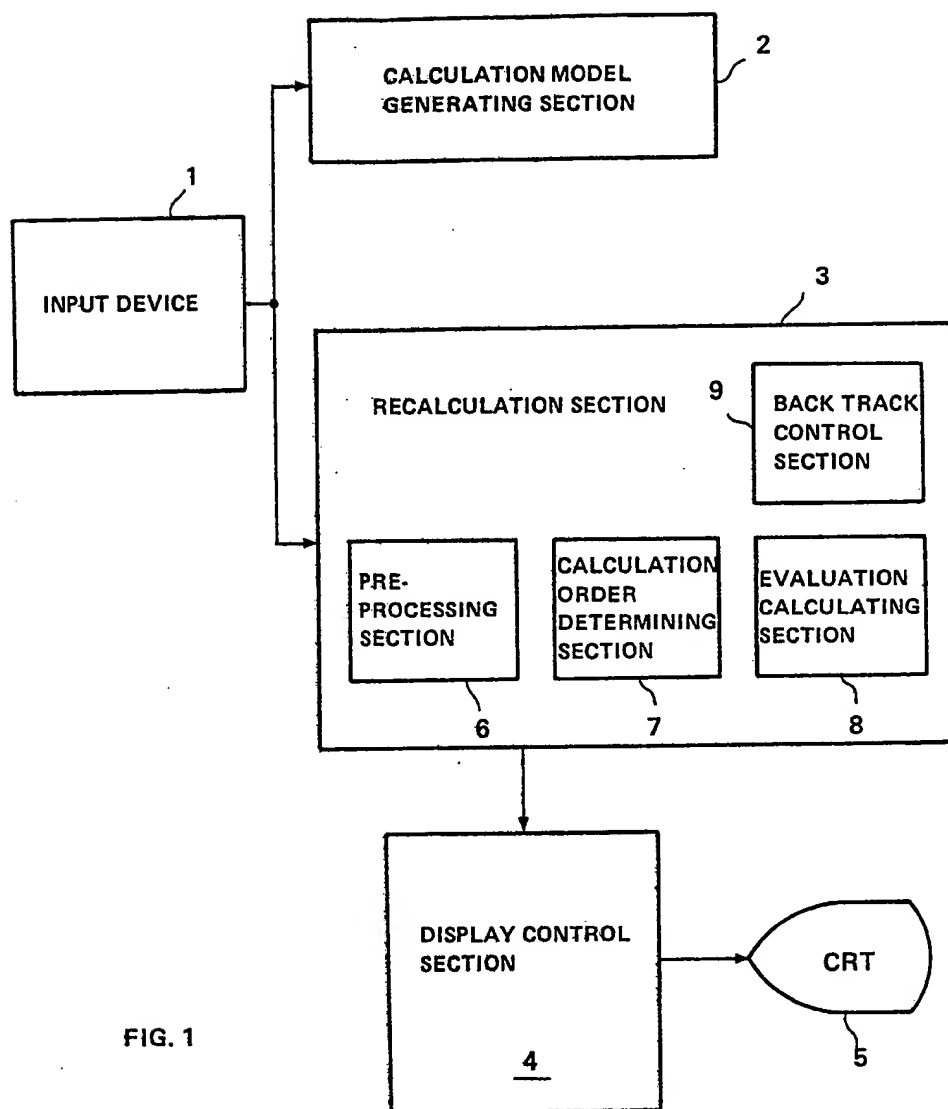 2
CALCULATION MODEL
GENERATING SECTION
1
INPUT DEVICE
3
RECALCULATION SECTION
9
BACK TRACK
CONTROL
SECTION
PRE-
PROCESSING
SECTION
6
CALCULATION
ORDER
DETERMINING
SECTION
7
EVALUATION
CALCULATING
SECTION
8
DISPLAY CONTROL
SECTION
4
CRT
5
FIG. 1